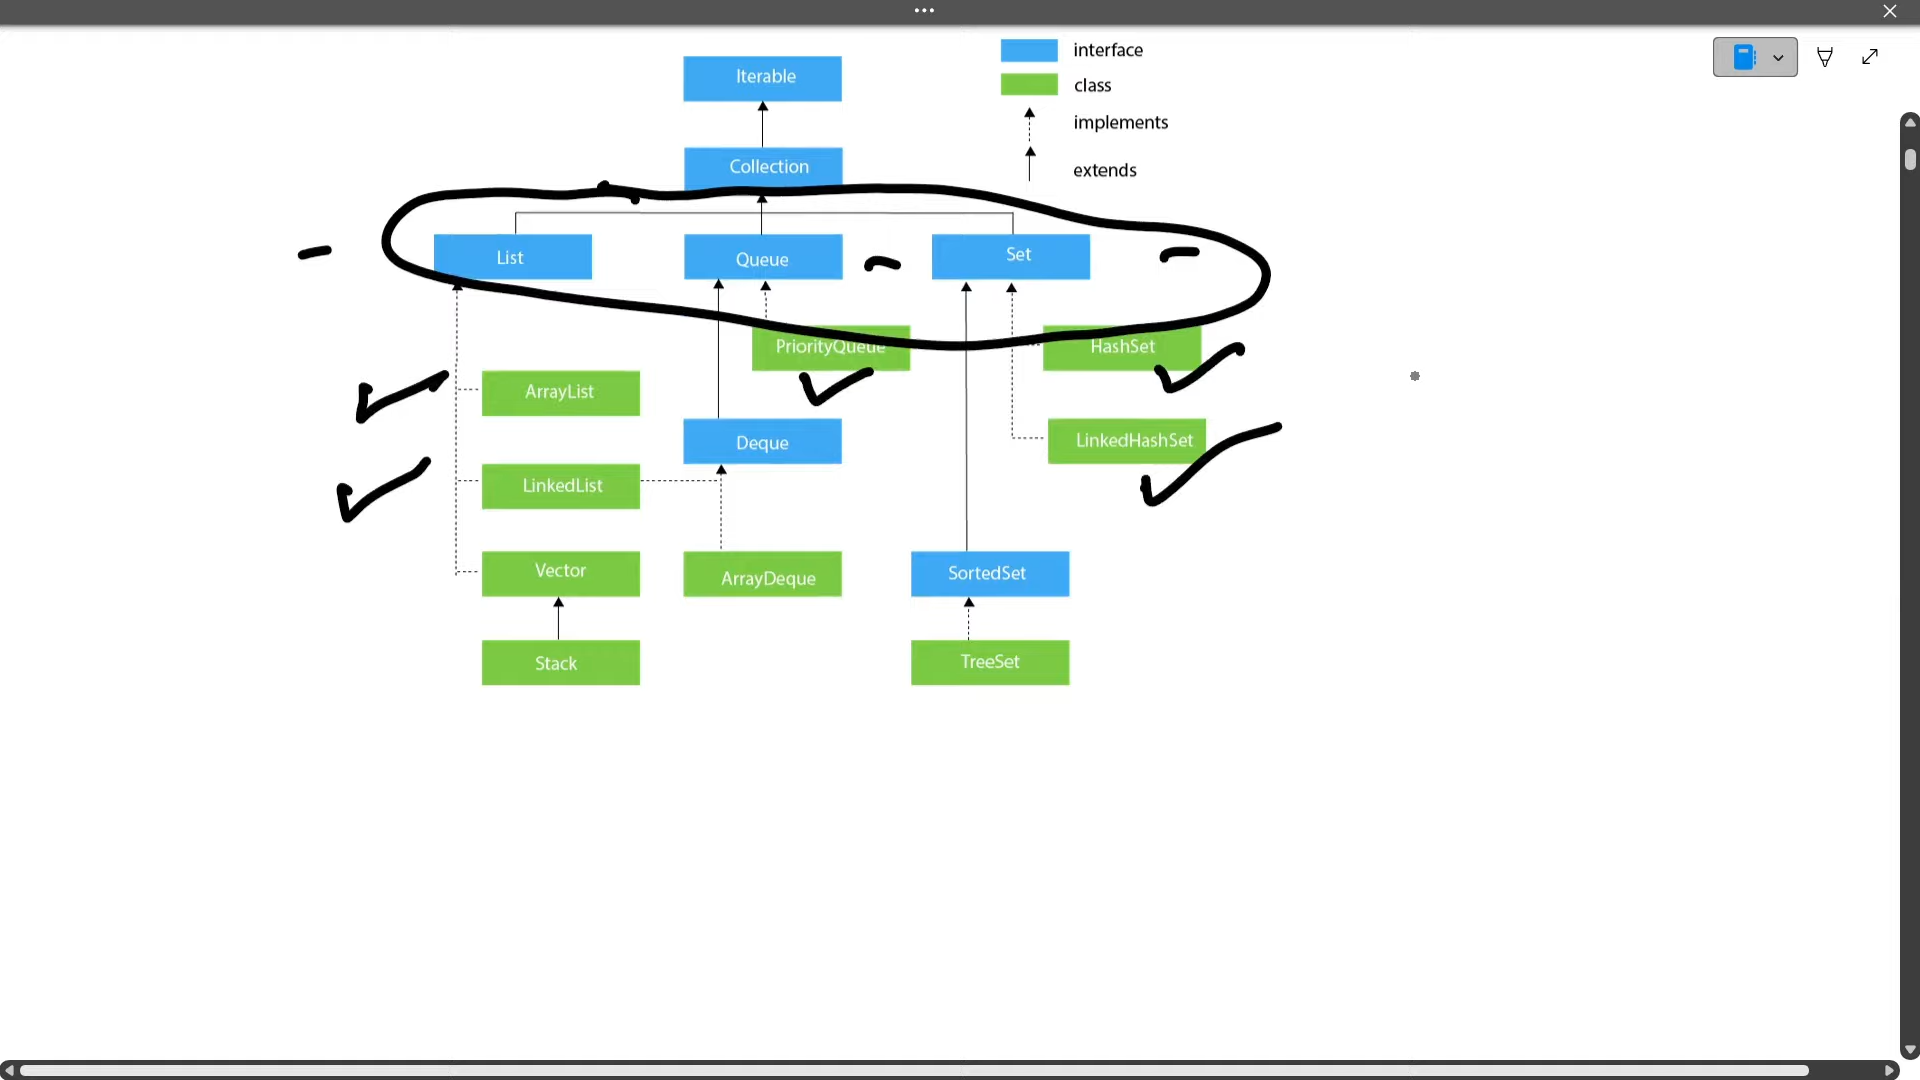 interface
Iterable
class
implements
Collection
extends
List
Queue
Set
PriorityQueue
HashSet
ArrayList
Deque
LinkedHashSet
LinkedList
Vector
ArrayDeque
SortedSet
Stack
TreeSet